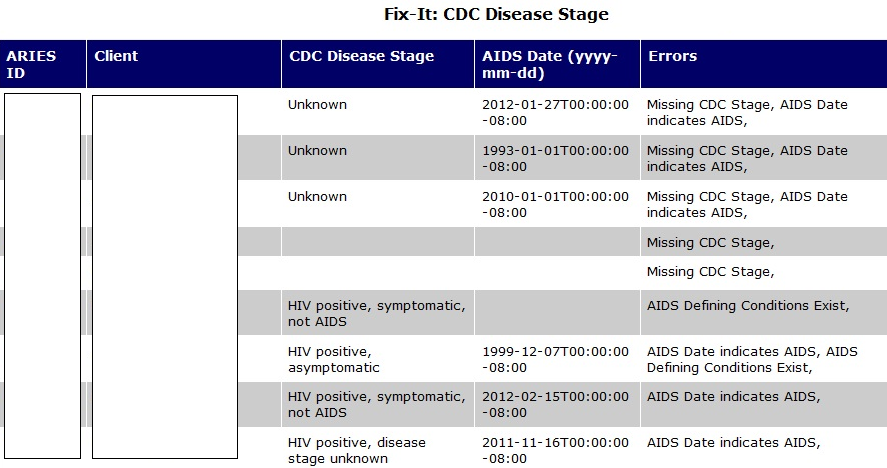 Fix-It: CDC Disease Stage
ARIES ID Client CDC Disease Stage AIDS Date (yyyy-mm-dd) Errors
Unknown 2012-01-27T00:00:00-08:00 Missing CDC Stage, AIDS Date indicates AIDS,
Unknown 1993-01-01T00:00:00-08:00 Missing CDC Stage, AIDS Date indicates AIDS,
Unknown 2010-01-01T00:00:00-08:00 Missing CDC Stage, AIDS Date indicates AIDS,
Missing CDC Stage,
Missing CDC Stage,
HIV positive, symptomatic, not AIDS AIDS Defining Conditions Exist,
HIV positive, asymptomatic 1999-12-07T00:00:00-08:00 AIDS Date indicates AIDS, AIDS Defining Conditions Exist,
HIV positive, symptomatic, not AIDS 2012-02-15T00:00:00-08:00 AIDS Date indicates AIDS,
HIV positive, disease stage unknown 2011-11-16T00:00:00-08:00 AIDS Date indicates AIDS,